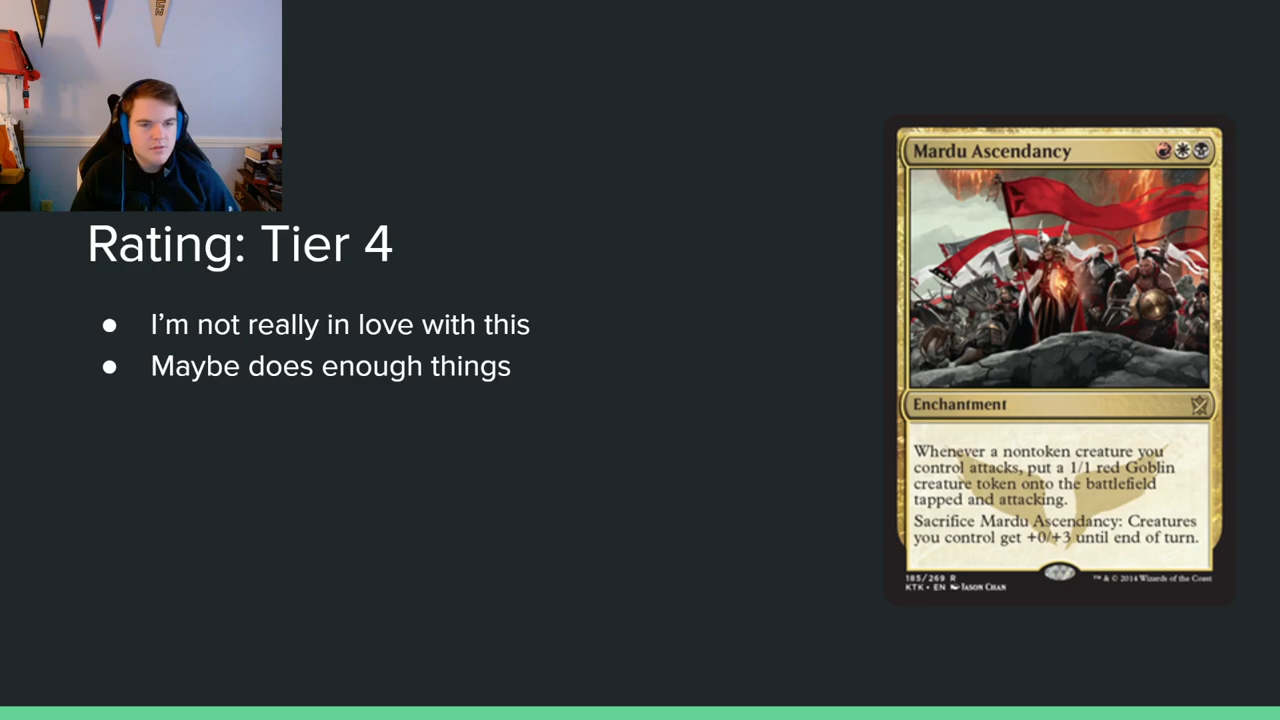 Rating: Tier 4
● I'm not really in love with this
● Maybe does enough things
Mardu Ascendancy
Enchantment
Whenever a nontoken creature you
control attacks, put a 1/1 red Goblin
creature token onto the battlefield
tapped and attacking.
Sacrifice Mardu Ascendancy: Creatures
you control get +0/+3 until end of turn.
185/269 R
KTK • EN JASON CHAN
™ & © 2014 Wizards of the Coast